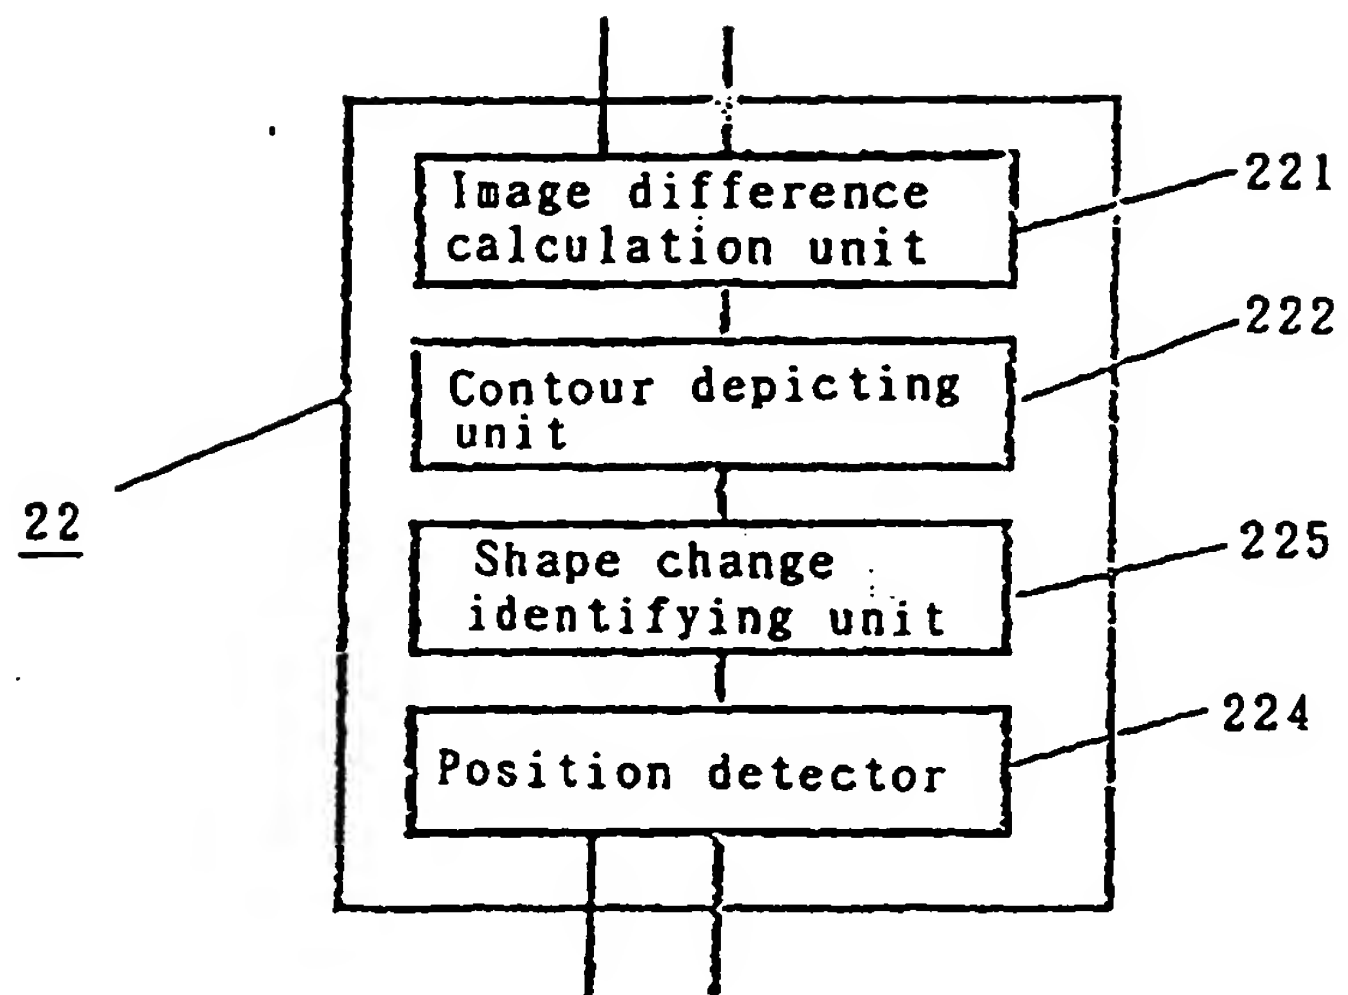 Image difference
calculation unit
221
222
Contour depicting
unit
22
Shape change
identifying unit
225
224
Position detector